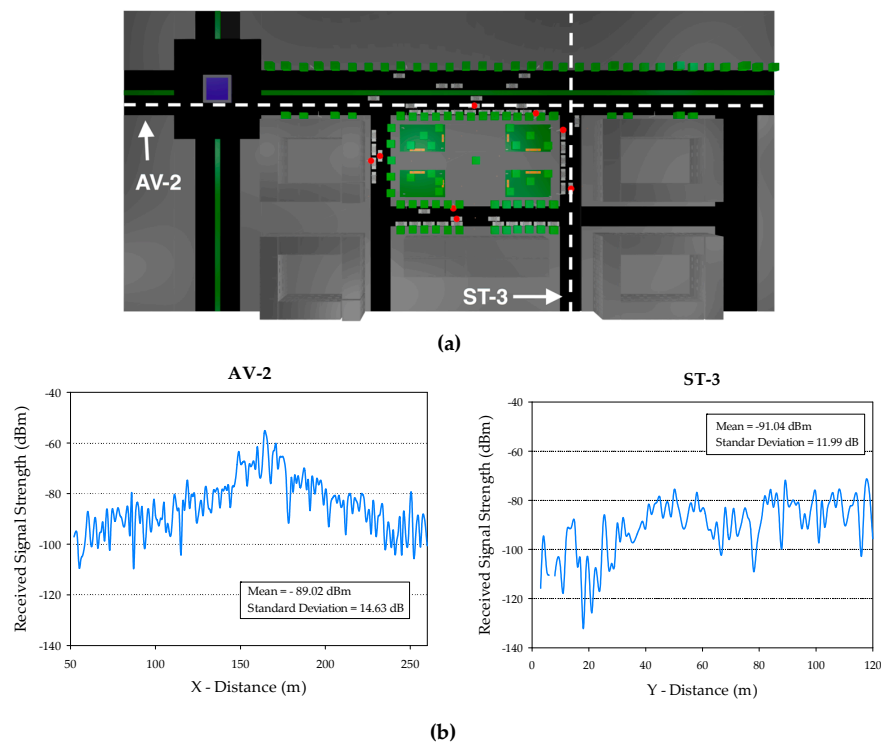 AV-2
ST-3
(a)
AV-2
Received Signal Strength (dBm)
-40
-60
-80
-100
-120
-140
Mean = - 89.02 dBm
Standard Deviation = 14.63 dB
50
100
150
200
250
X - Distance (m)
ST-3
Received Signal Strength (dBm)
-40
-60
-80
-100
-120
-140
Mean = -91.04 dBm
Standar Deviation = 11.99 dB
0
20
40
60
80
100
120
Y - Distance (m)
(b)